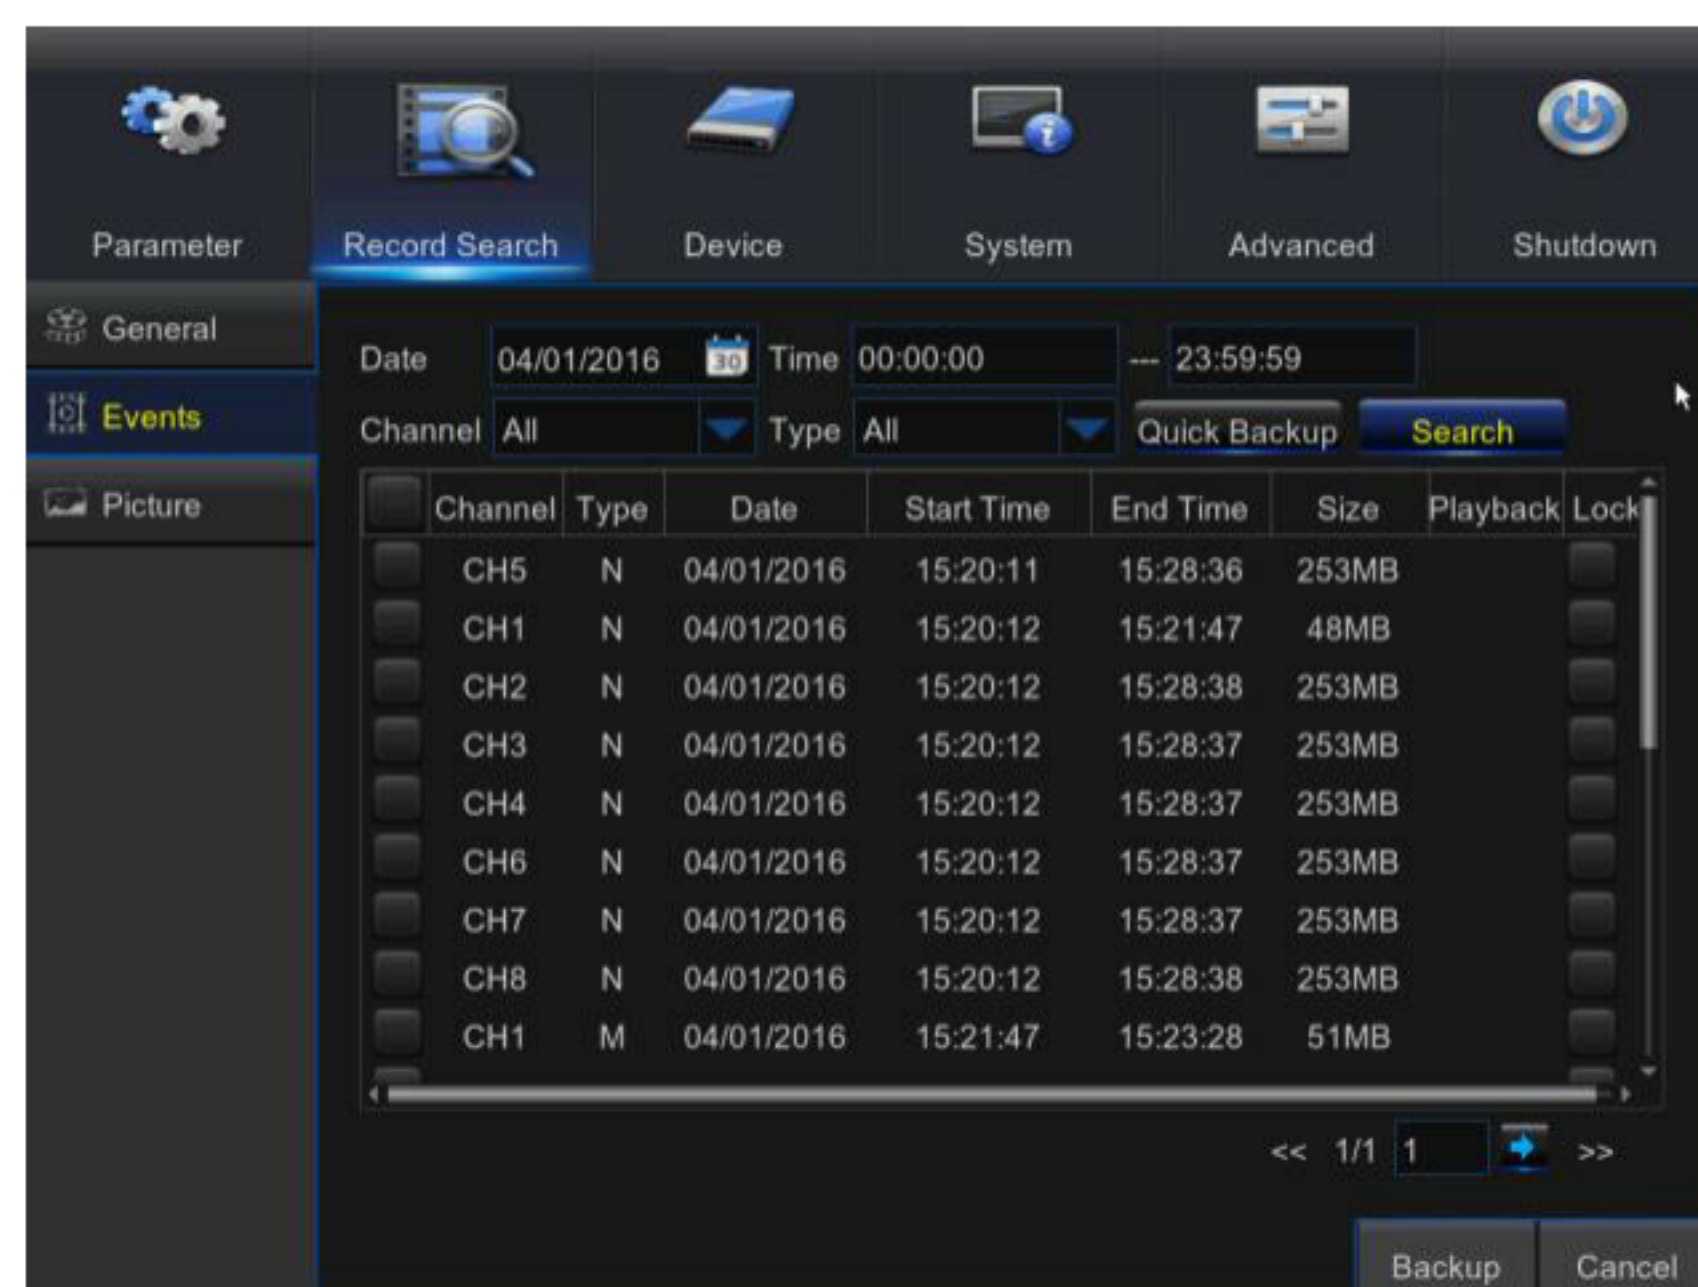 Parameter Record Search Device System Advanced Shutdown
General
Events
Picture
Date 04/01/2016 30 Time 00:00:00 --- 23:59:59
Channel All Type All Quick Backup Search
Channel Type Date Start Time End Time Size Playback Lock
CH5 N 04/01/2016 15:20:11 15:28:36 253MB
CH1 N 04/01/2016 15:20:12 15:21:47 48MB
CH2 N 04/01/2016 15:20:12 15:28:38 253MB
CH3 N 04/01/2016 15:20:12 15:28:37 253MB
CH4 N 04/01/2016 15:20:12 15:28:37 253MB
CH6 N 04/01/2016 15:20:12 15:28:37 253MB
CH7 N 04/01/2016 15:20:12 15:28:37 253MB
CH8 N 04/01/2016 15:20:12 15:28:38 253MB
CH1 M 04/01/2016 15:21:47 15:23:28 51MB
<< 1/1 1 >>
Backup Cancel